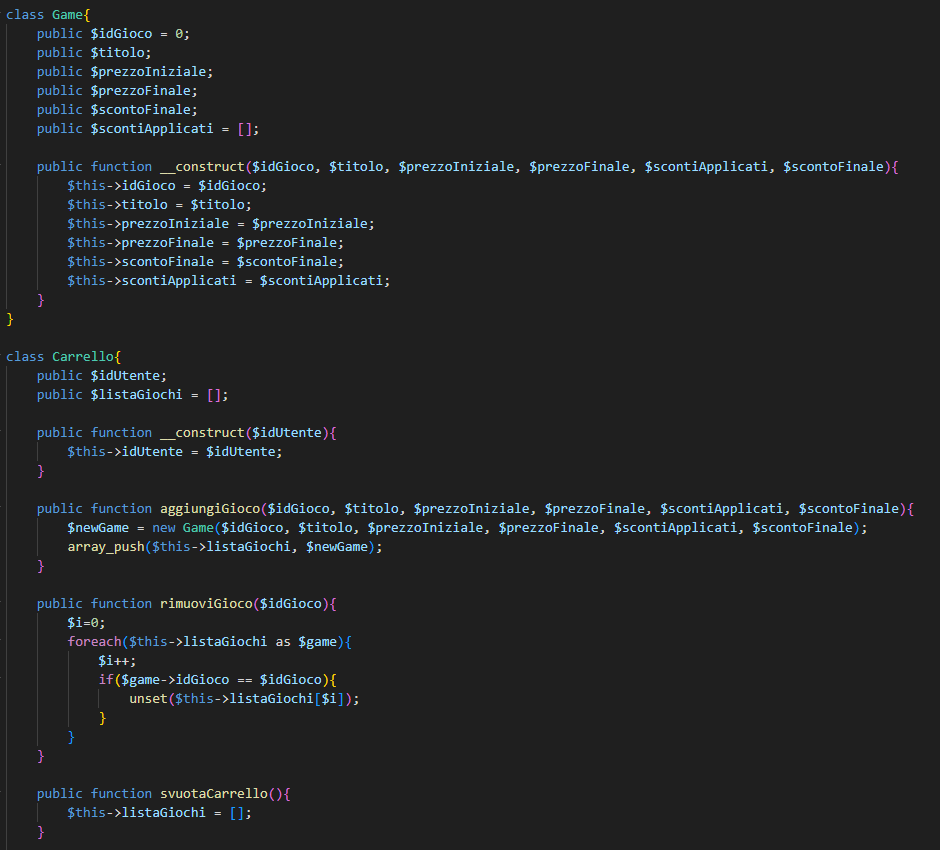 class Game{
    public $idGioco = 0;
    public $titolo;
    public $prezzoIniziale;
    public $prezzoFinale;
    public $scontoFinale;
    public $scontiApplicati = [];

    public function __construct($idGioco, $titolo, $prezzoIniziale, $prezzoFinale, $scontiApplicati, $scontoFinale){
        $this->idGioco = $idGioco;
        $this->titolo = $titolo;
        $this->prezzoIniziale = $prezzoIniziale;
        $this->prezzoFinale = $prezzoFinale;
        $this->scontoFinale = $scontoFinale;
        $this->scontiApplicati = $scontiApplicati;
    }
}

class Carrello{
    public $idUtente;
    public $listaGiochi = [];

    public function __construct($idUtente){
        $this->idUtente = $idUtente;
    }

    public function aggiungiGioco($idGioco, $titolo, $prezzoIniziale, $prezzoFinale, $scontiApplicati, $scontoFinale){
        $newGame = new Game($idGioco, $titolo, $prezzoIniziale, $prezzoFinale, $scontiApplicati, $scontoFinale);
        array_push($this->listaGiochi, $newGame);
    }

    public function rimuoviGioco($idGioco){
        $i=0;
        foreach($this->listaGiochi as $game){
            $i++;
            if($game->idGioco == $idGioco){
                unset($this->listaGiochi[$i]);
            }
        }
    }

    public function svuotaCarrello(){
        $this->listaGiochi = [];
    }